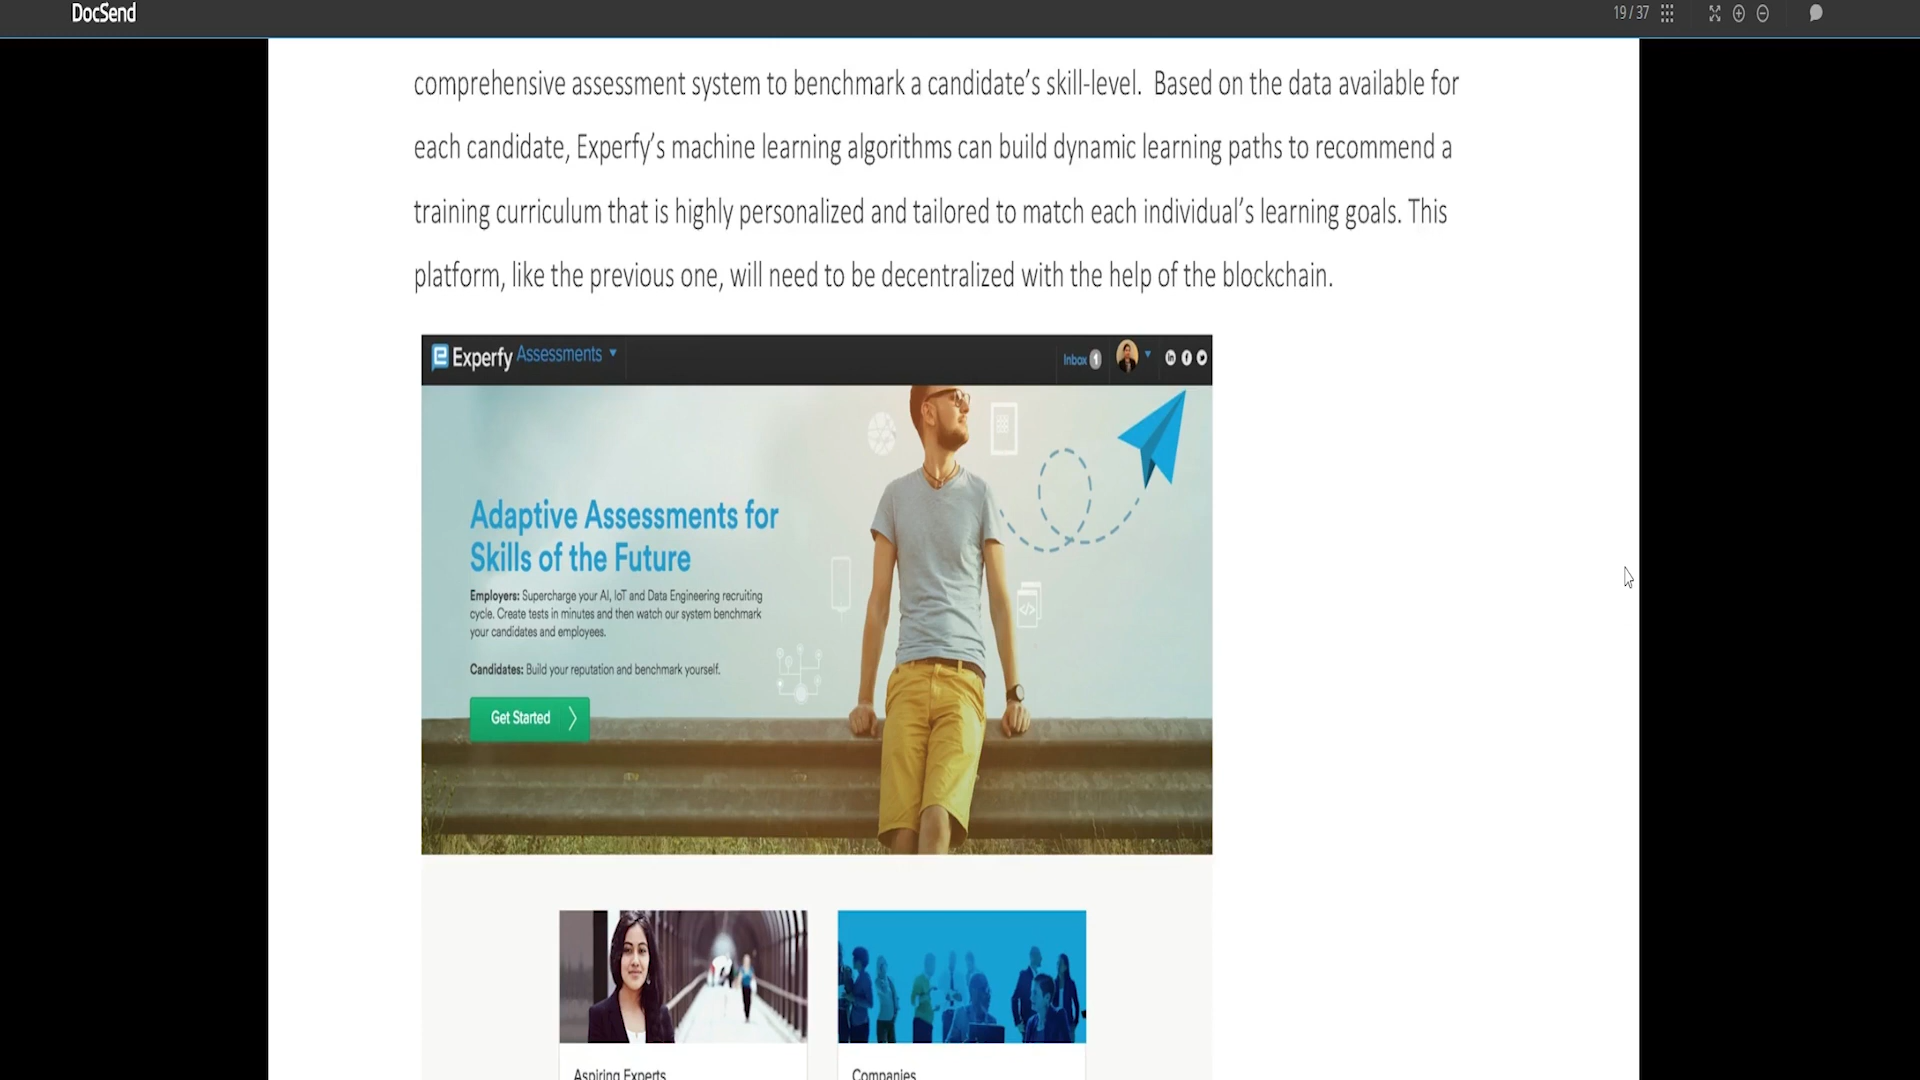 DocSend
19 / 37
comprehensive assessment system to benchmark a candidate’s skill-level.  Based on the data available for
each candidate, Experfy’s machine learning algorithms can build dynamic learning paths to recommend a
training curriculum that is highly personalized and tailored to match each individual’s learning goals. This
platform, like the previous one, will need to be decentralized with the help of the blockchain.
Experfy Assessments
Inbox 1
Adaptive Assessments for
Skills of the Future
Employers: Supercharge your AI, IoT and Data Engineering recruiting
cycle. Create tests in minutes and then watch our system benchmark
your candidates and employees.
Candidates: Build your reputation and benchmark yourself.
Get Started
Aspiring Experts
Companies